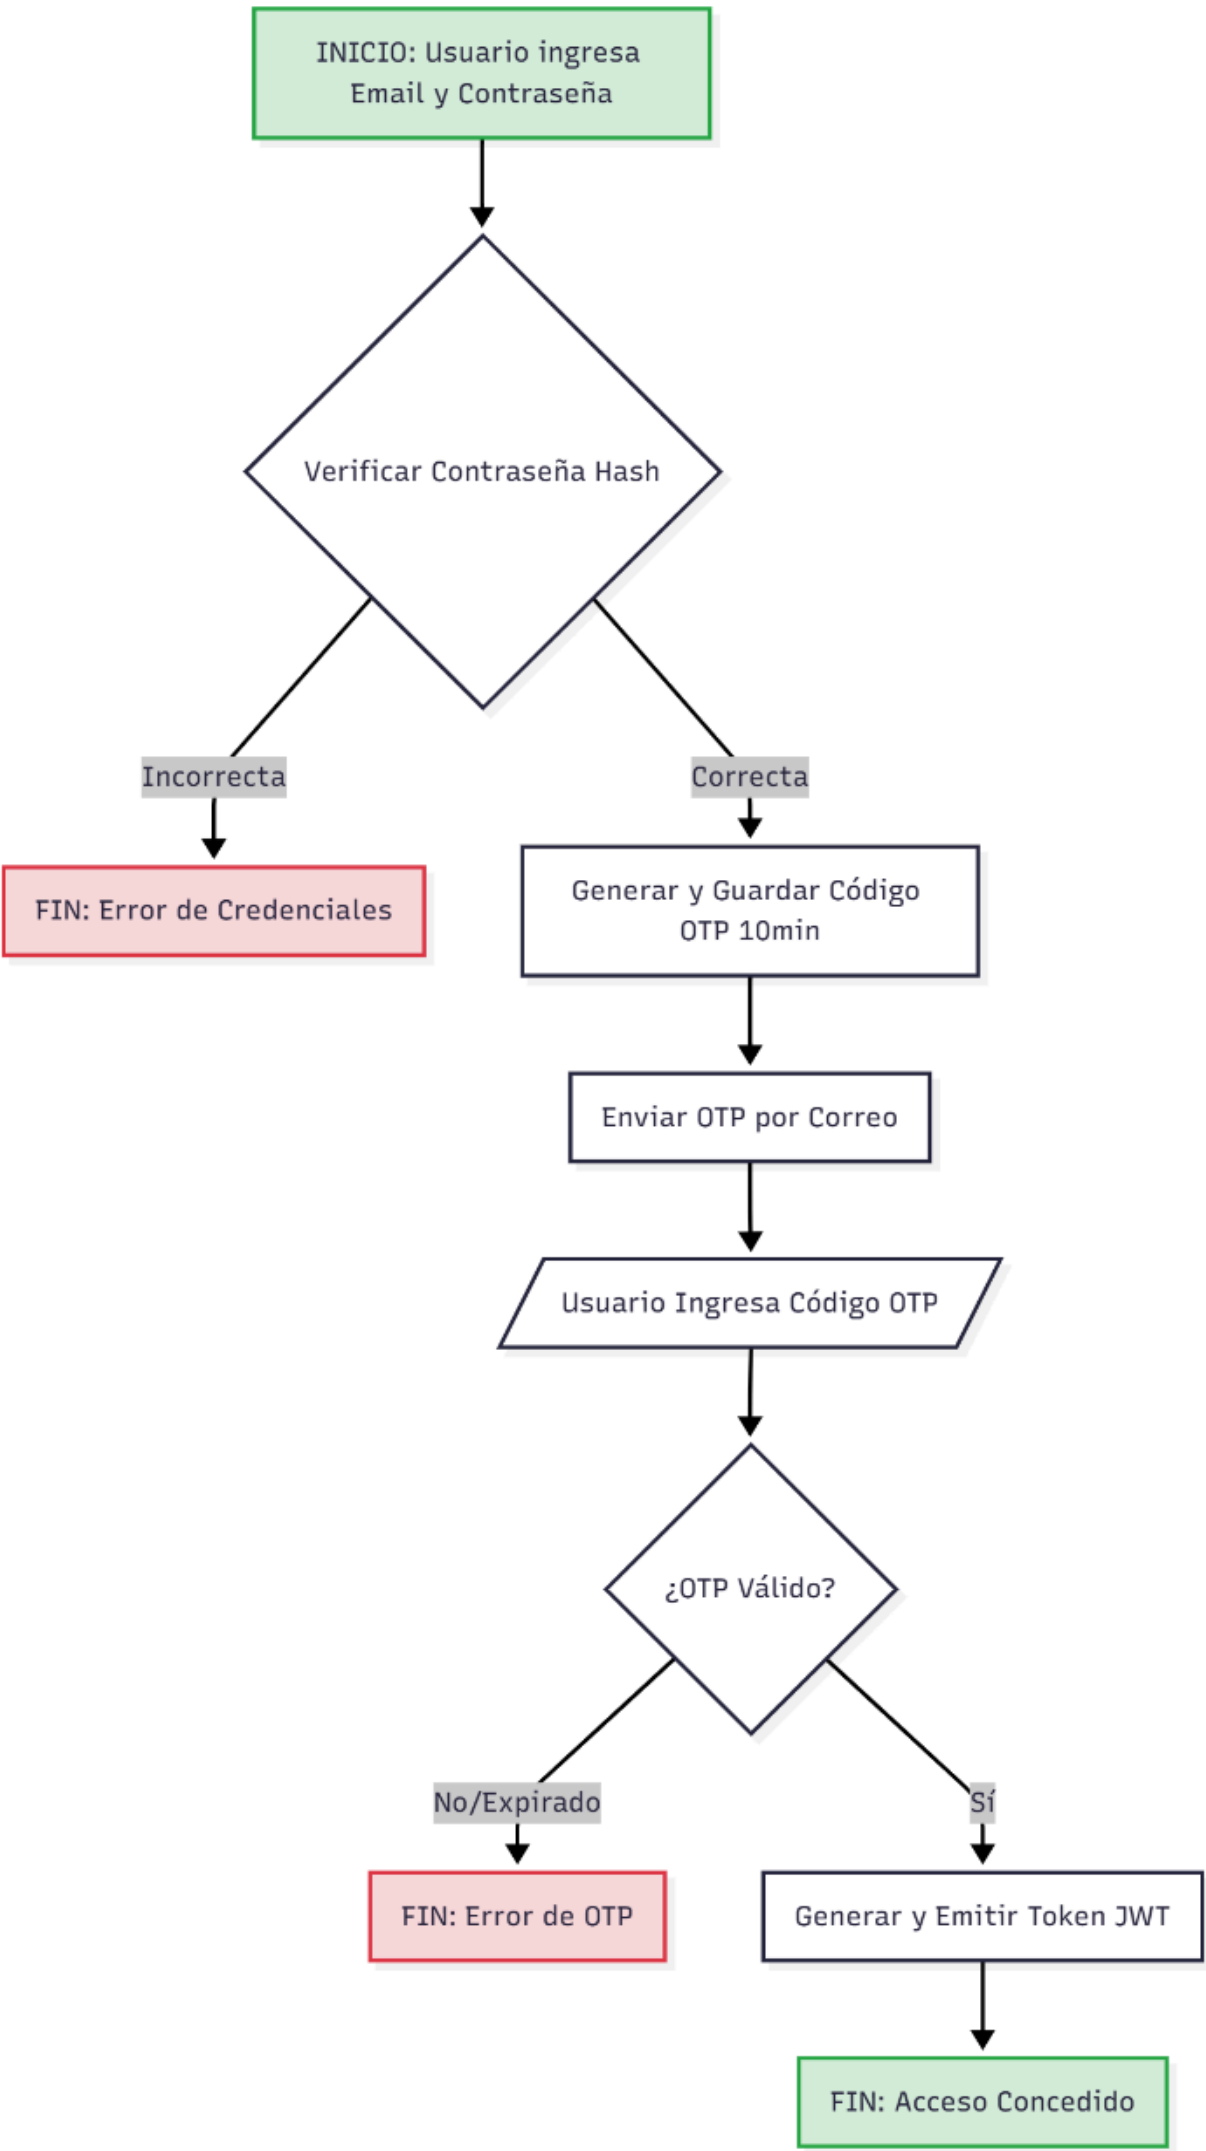 INICIO: Usuario ingresa
Email y Contraseña
Verificar Contraseña Hash
Incorrecta
Correcta
FIN: Error de Credenciales
Generar y Guardar Código
OTP 10min
Enviar OTP por Correo
Usuario Ingresa Código OTP
¿OTP Válido?
No/Expirado
Sí
FIN: Error de OTP
Generar y Emitir Token JWT
FIN: Acceso Concedido